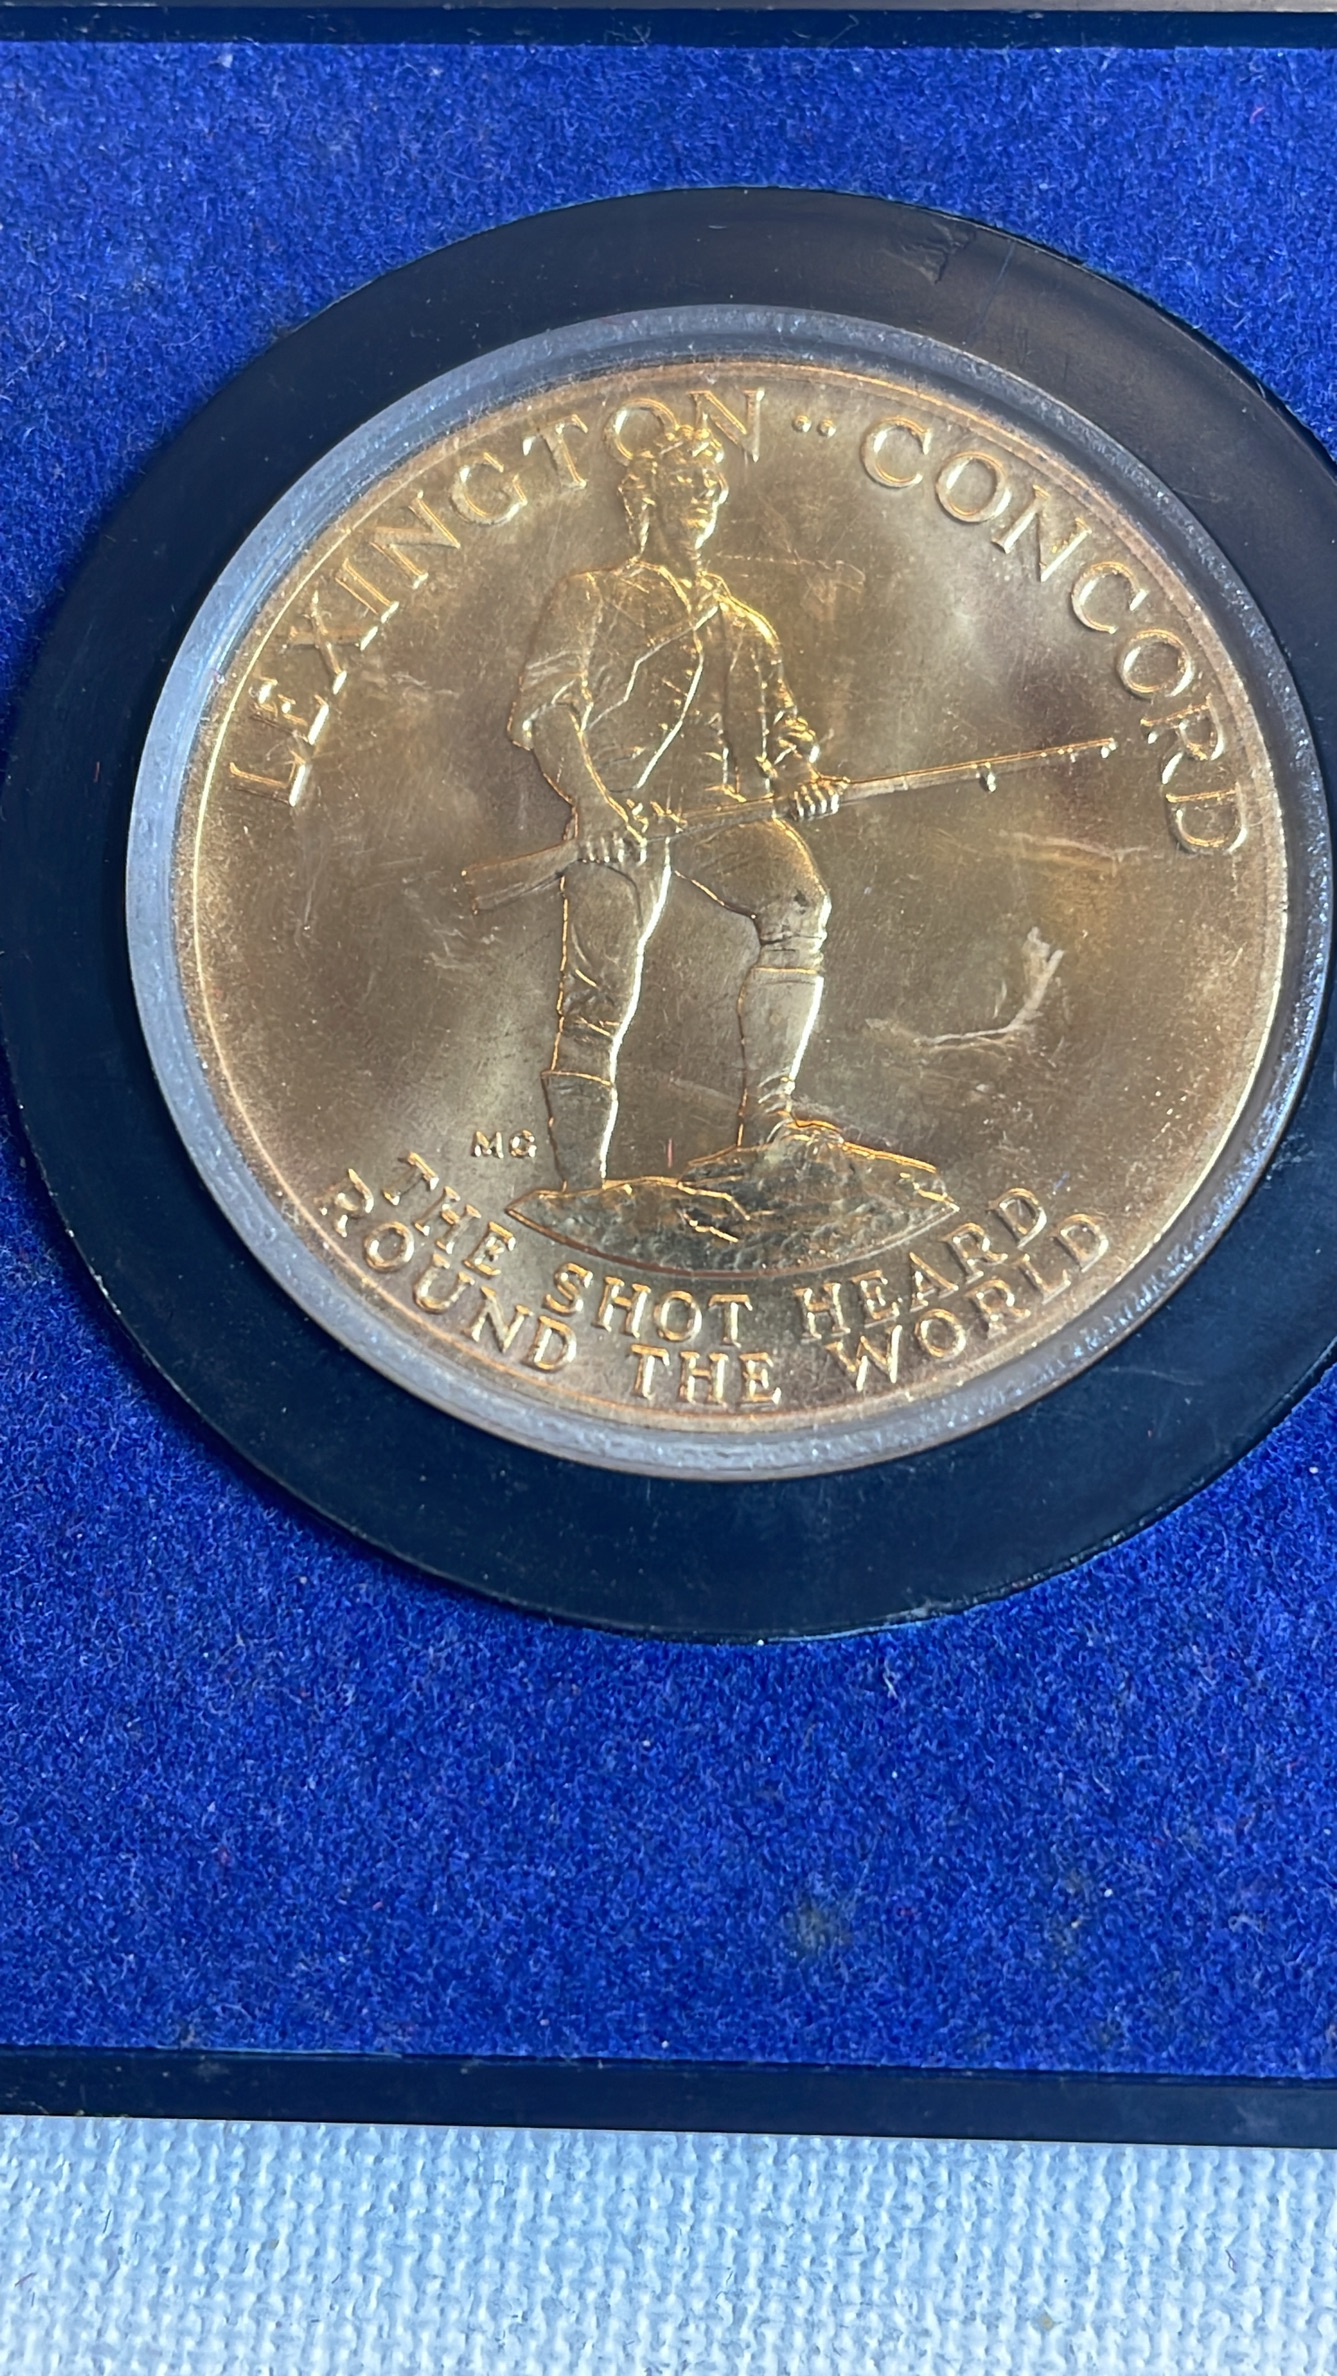 LEXINGTON ·· CONCORD
MG
THE SHOT HEARD
ROUND THE WORLD